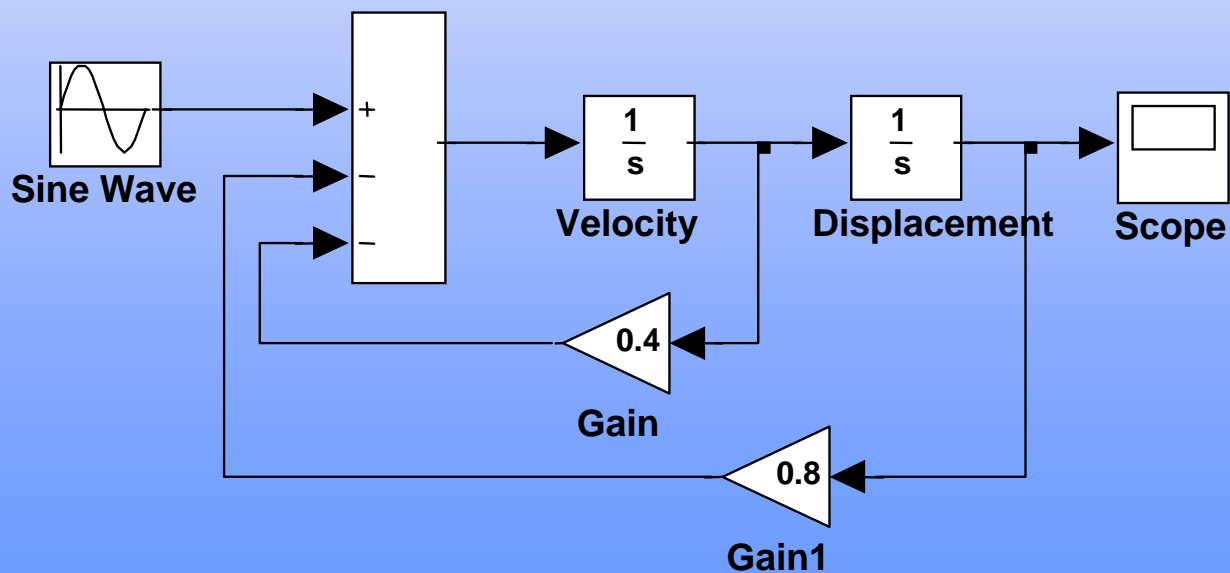 Sine Wave
+
−
−
1
s
Velocity
1
s
Displacement
Scope
0.4
Gain
0.8
Gain1